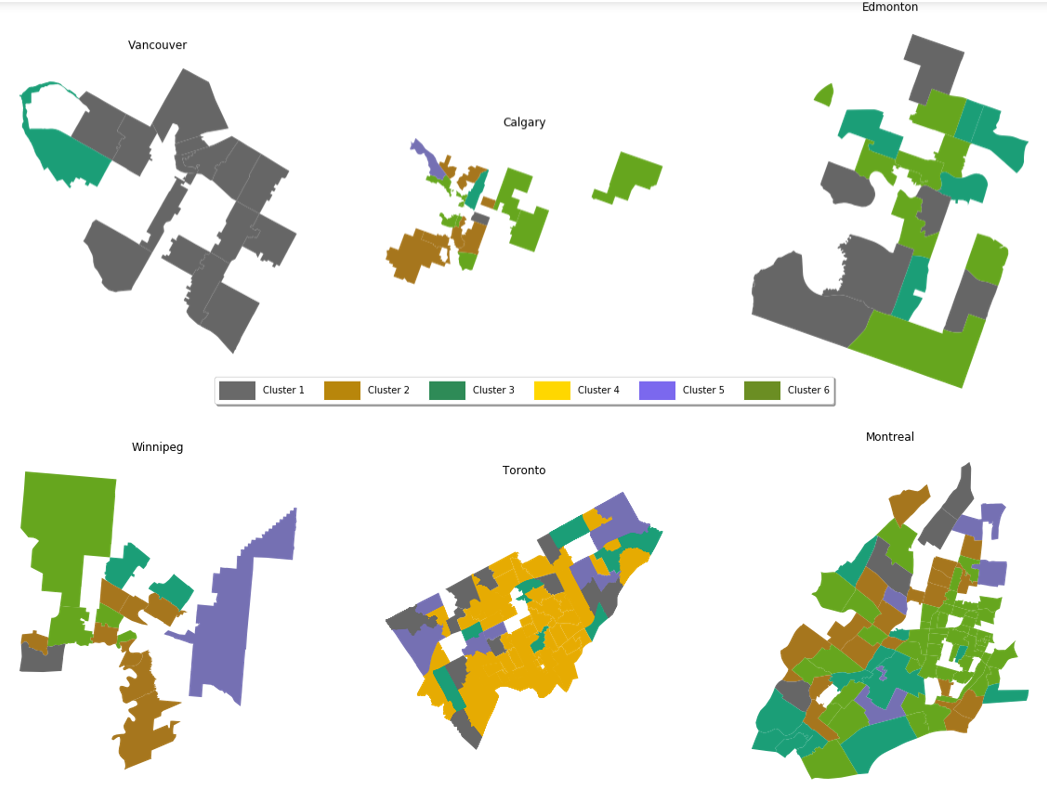 Edmonton
Vancouver
Calgary
Cluster 1 Cluster 2 Cluster 3 Cluster 4 Cluster 5 Cluster 6
Montreal
Winnipeg
Toronto